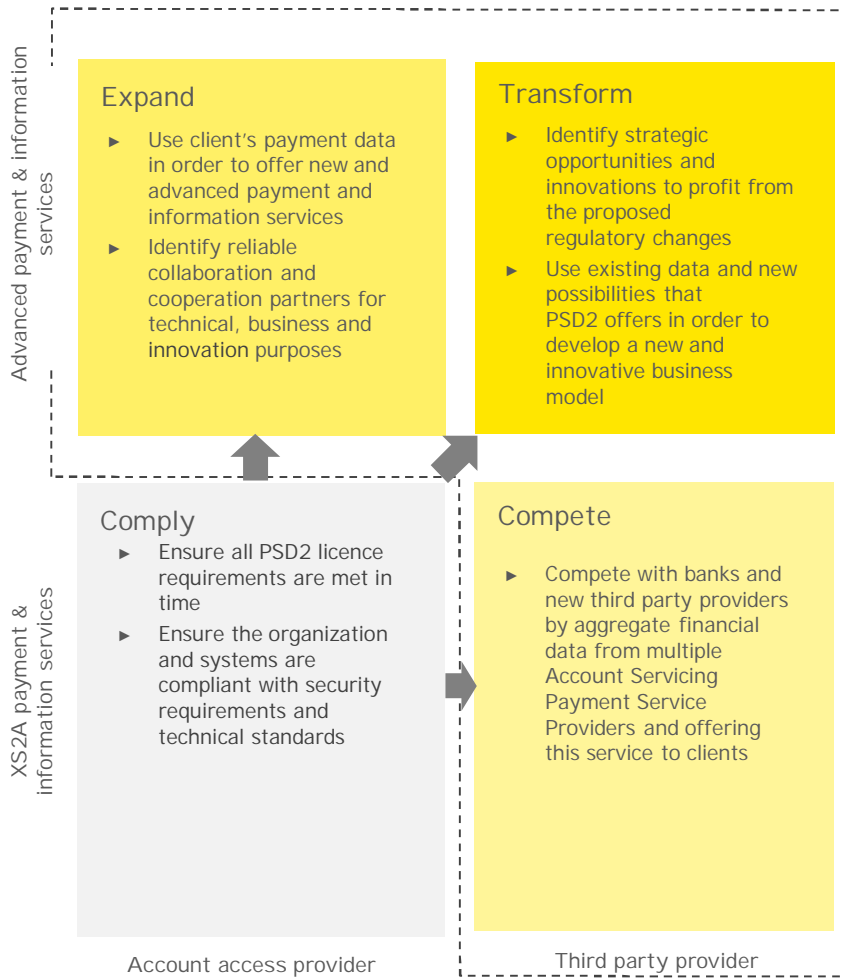 Advanced payment & information
services
Expand
► Use client's payment data
in order to offer new and
advanced payment and
information services
► Identify reliable
collaboration and
cooperation partners for
technical, business and
innovation purposes
Transform
► Identify strategic
opportunities and
innovations to profit from
the proposed
regulatory changes
► Use existing data and new
possibilities that
PSD2 offers in order to
develop a new and
innovative business
model
XS2A payment &
information services
Comply
► Ensure all PSD2 licence
requirements are met in
time
► Ensure the organization
and systems are
compliant with security
requirements and
technical standards
Compete
► Compete with banks and
new third party providers
by aggregate financial
data from multiple
Account Servicing
Payment Service
Providers and offering
this service to clients
Account access provider
Third party provider